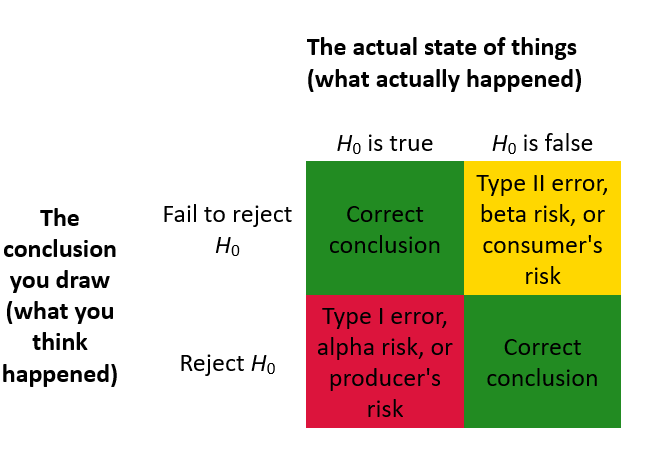 The actual state of things
(what actually happened)
H0 is true
H0 is false
The
conclusion
you draw
(what you
think
happened)
Fail to reject
H0
Correct
conclusion
Type II error,
beta risk, or
consumer's
risk
Reject H0
Type I error,
alpha risk, or
producer's
risk
Correct
conclusion